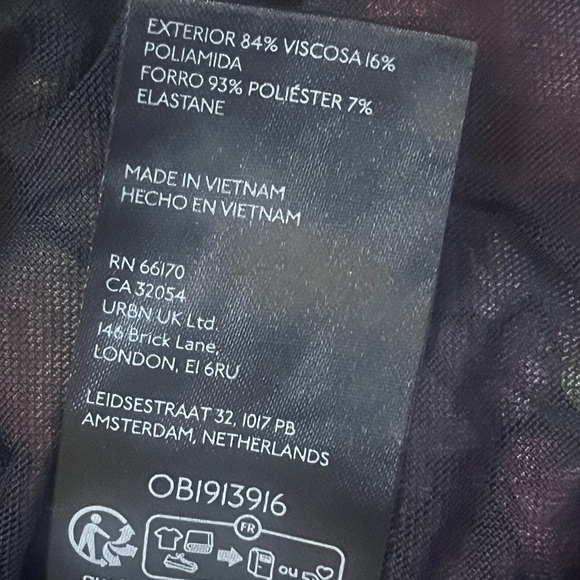 EXTERIOR 84% VISCOSA 16%
POLIAMIDA
FORRO 93% POLIÉSTER 7%
ELASTANE
MADE IN VIETNAM
HECHO EN VIETNAM
RN 66170
CA 32054
URBN UK Ltd.
146 Brick Lane,
LONDON, E1 6RU
LEIDSESTRAAT 32, 1017 PB
AMSTERDAM, NETHERLANDS
OB1913916
FR
ou